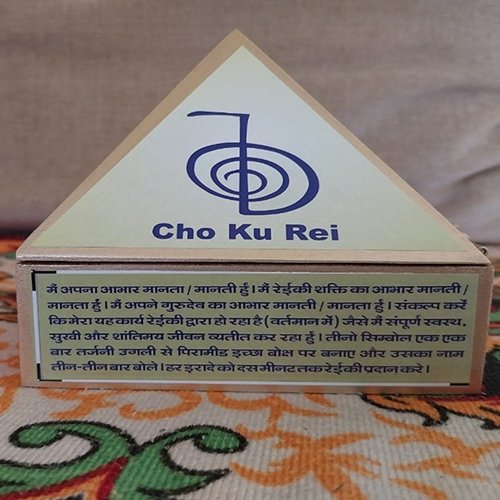 Cho Ku Rei
मैं अपना आभार मानता / मानती हुँ । मैं रेईकी शक्ति का आभार मानती /
मानता हुँ । मैं अपने गुरुदेव का आभार मानती / मानता हुँ । संकल्प करें
कि मेरा यह कार्य रेईकी द्वारा हो रहा है ( वर्तमान में ) जैसे मैं संपूर्ण स्वस्थ,
सुखी और शांतिमय जीवन व्यतीत कर रहा हुँ । तीनो सिम्बोल एक एक
बार तर्जनी उगली से पिरामीड इच्छा बोक्ष पर बनाए और उसका नाम
तीन-तीन बार बोले । हर इरादे को दस मीनट तक रेईकी प्रदान करे ।